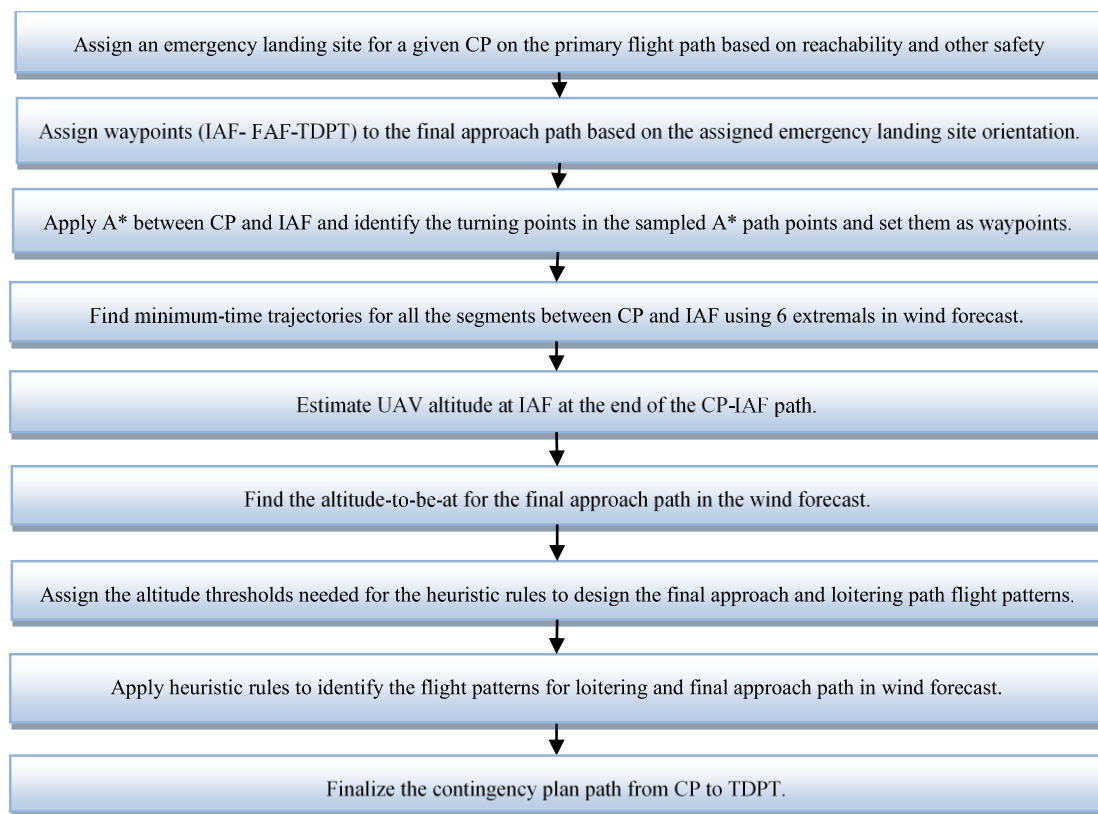 Assign an emergency landing site for a given CP on the primary flight path based on reachability and other safety
Assign waypoints (IAF- FAF-TDPT) to the final approach path based on the assigned emergency landing site orientation.
Apply A* between CP and IAF and identify the turning points in the sampled A* path points and set them as waypoints.
Find minimum-time trajectories for all the segments between CP and IAF using 6 extremals in wind forecast.
Estimate UAV altitude at IAF at the end of the CP-IAF path.
Find the altitude-to-be-at for the final approach path in the wind forecast.
Assign the altitude thresholds needed for the heuristic rules to design the final approach and loitering path flight patterns.
Apply heuristic rules to identify the flight patterns for loitering and final approach path in wind forecast.
Finalize the contingency plan path from CP to TDPT.